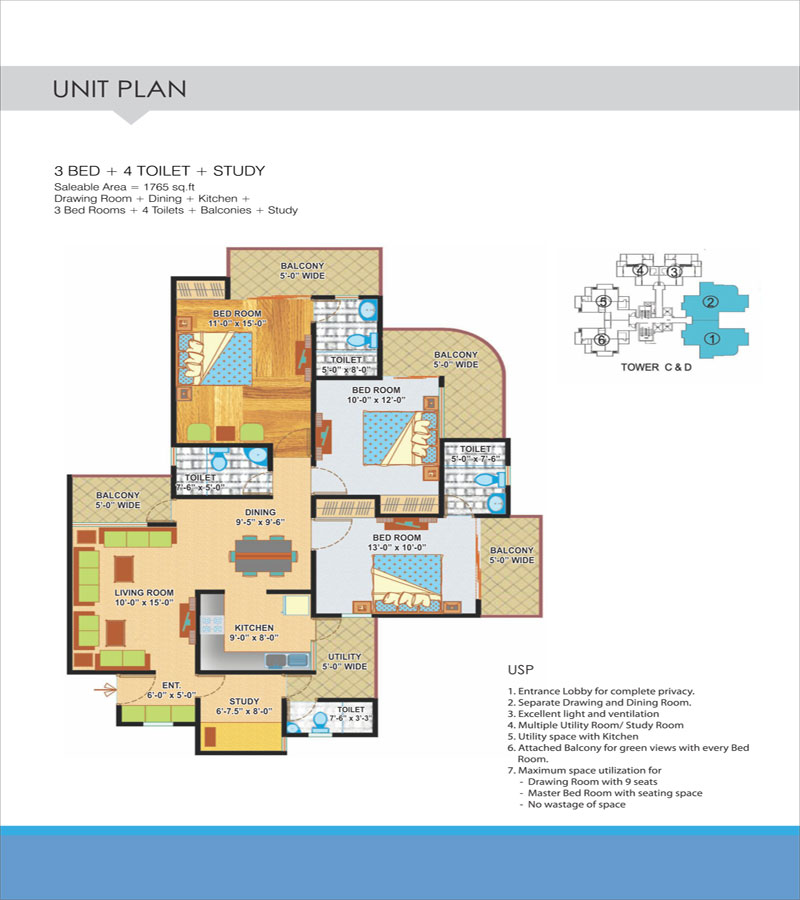 UNIT PLAN
3 BED + 4 TOILET + STUDY
Saleable Area = 1765 sq.ft
Drawing Room + Dining + Kitchen +
3 Bed Rooms + 4 Toilets + Balconies + Study
BALCONY
5'-0" WIDE
BED ROOM
11'-0" x 15'-0"
TOILET
5'-0" x 8'-0"
BALCONY
5'-0" WIDE
BED ROOM
10'-0" x 12'-0"
TOILET
5'-0" x 7'-6"
TOILET
7'-6" x 5'-0"
BALCONY
5'-0" WIDE
DINING
9'-5" x 9'-6"
BED ROOM
13'-0" x 10'-0"
BALCONY
5'-0" WIDE
LIVING ROOM
10'-0" x 15'-0"
KITCHEN
9'-0" x 8'-0"
UTILITY
5'-0" WIDE
ENT.
6'-0" x 5'-0"
STUDY
6'-7.5" x 8'-0"
TOILET
7'-6" x 3'-3"
4
3
5
2
6
1
TOWER C & D
USP
1. Entrance Lobby for complete privacy.
2. Separate Drawing and Dining Room.
3. Excellent light and ventilation
4. Multiple Utility Room/ Study Room
5. Utility space with Kitchen
6. Attached Balcony for green views with every Bed
Room.
7. Maximum space utilization for
- Drawing Room with 9 seats
- Master Bed Room with seating space
- No wastage of space